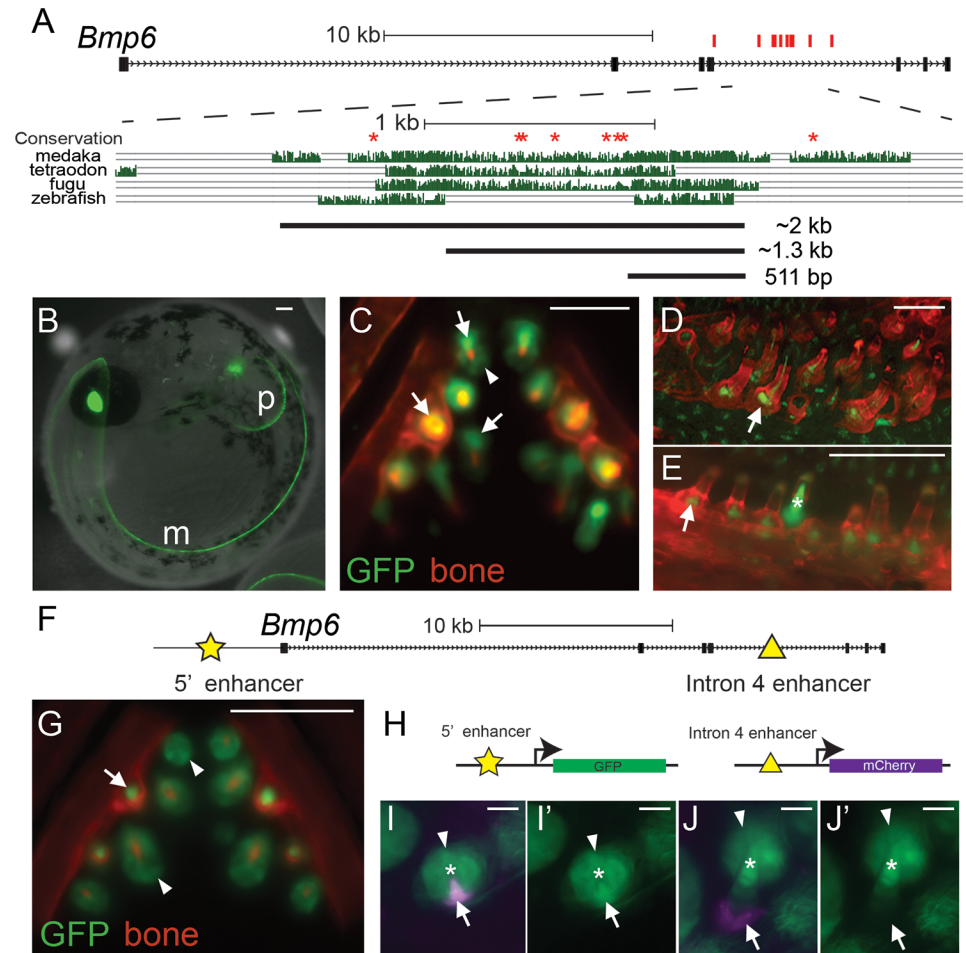 A
Bmp6
10 kb
1 kb
Conservation
* * * * * * * *
medaka
tetraodon
fugu
zebrafish
~2 kb
~1.3 kb
511 bp
B
p
m
C
GFP bone
D
E
*
F
Bmp6
10 kb
5’ enhancer
Intron 4 enhancer
G
GFP bone
H
5’ enhancer
GFP
Intron 4 enhancer
mCherry
I
*
I’
*
J
*
J’
*